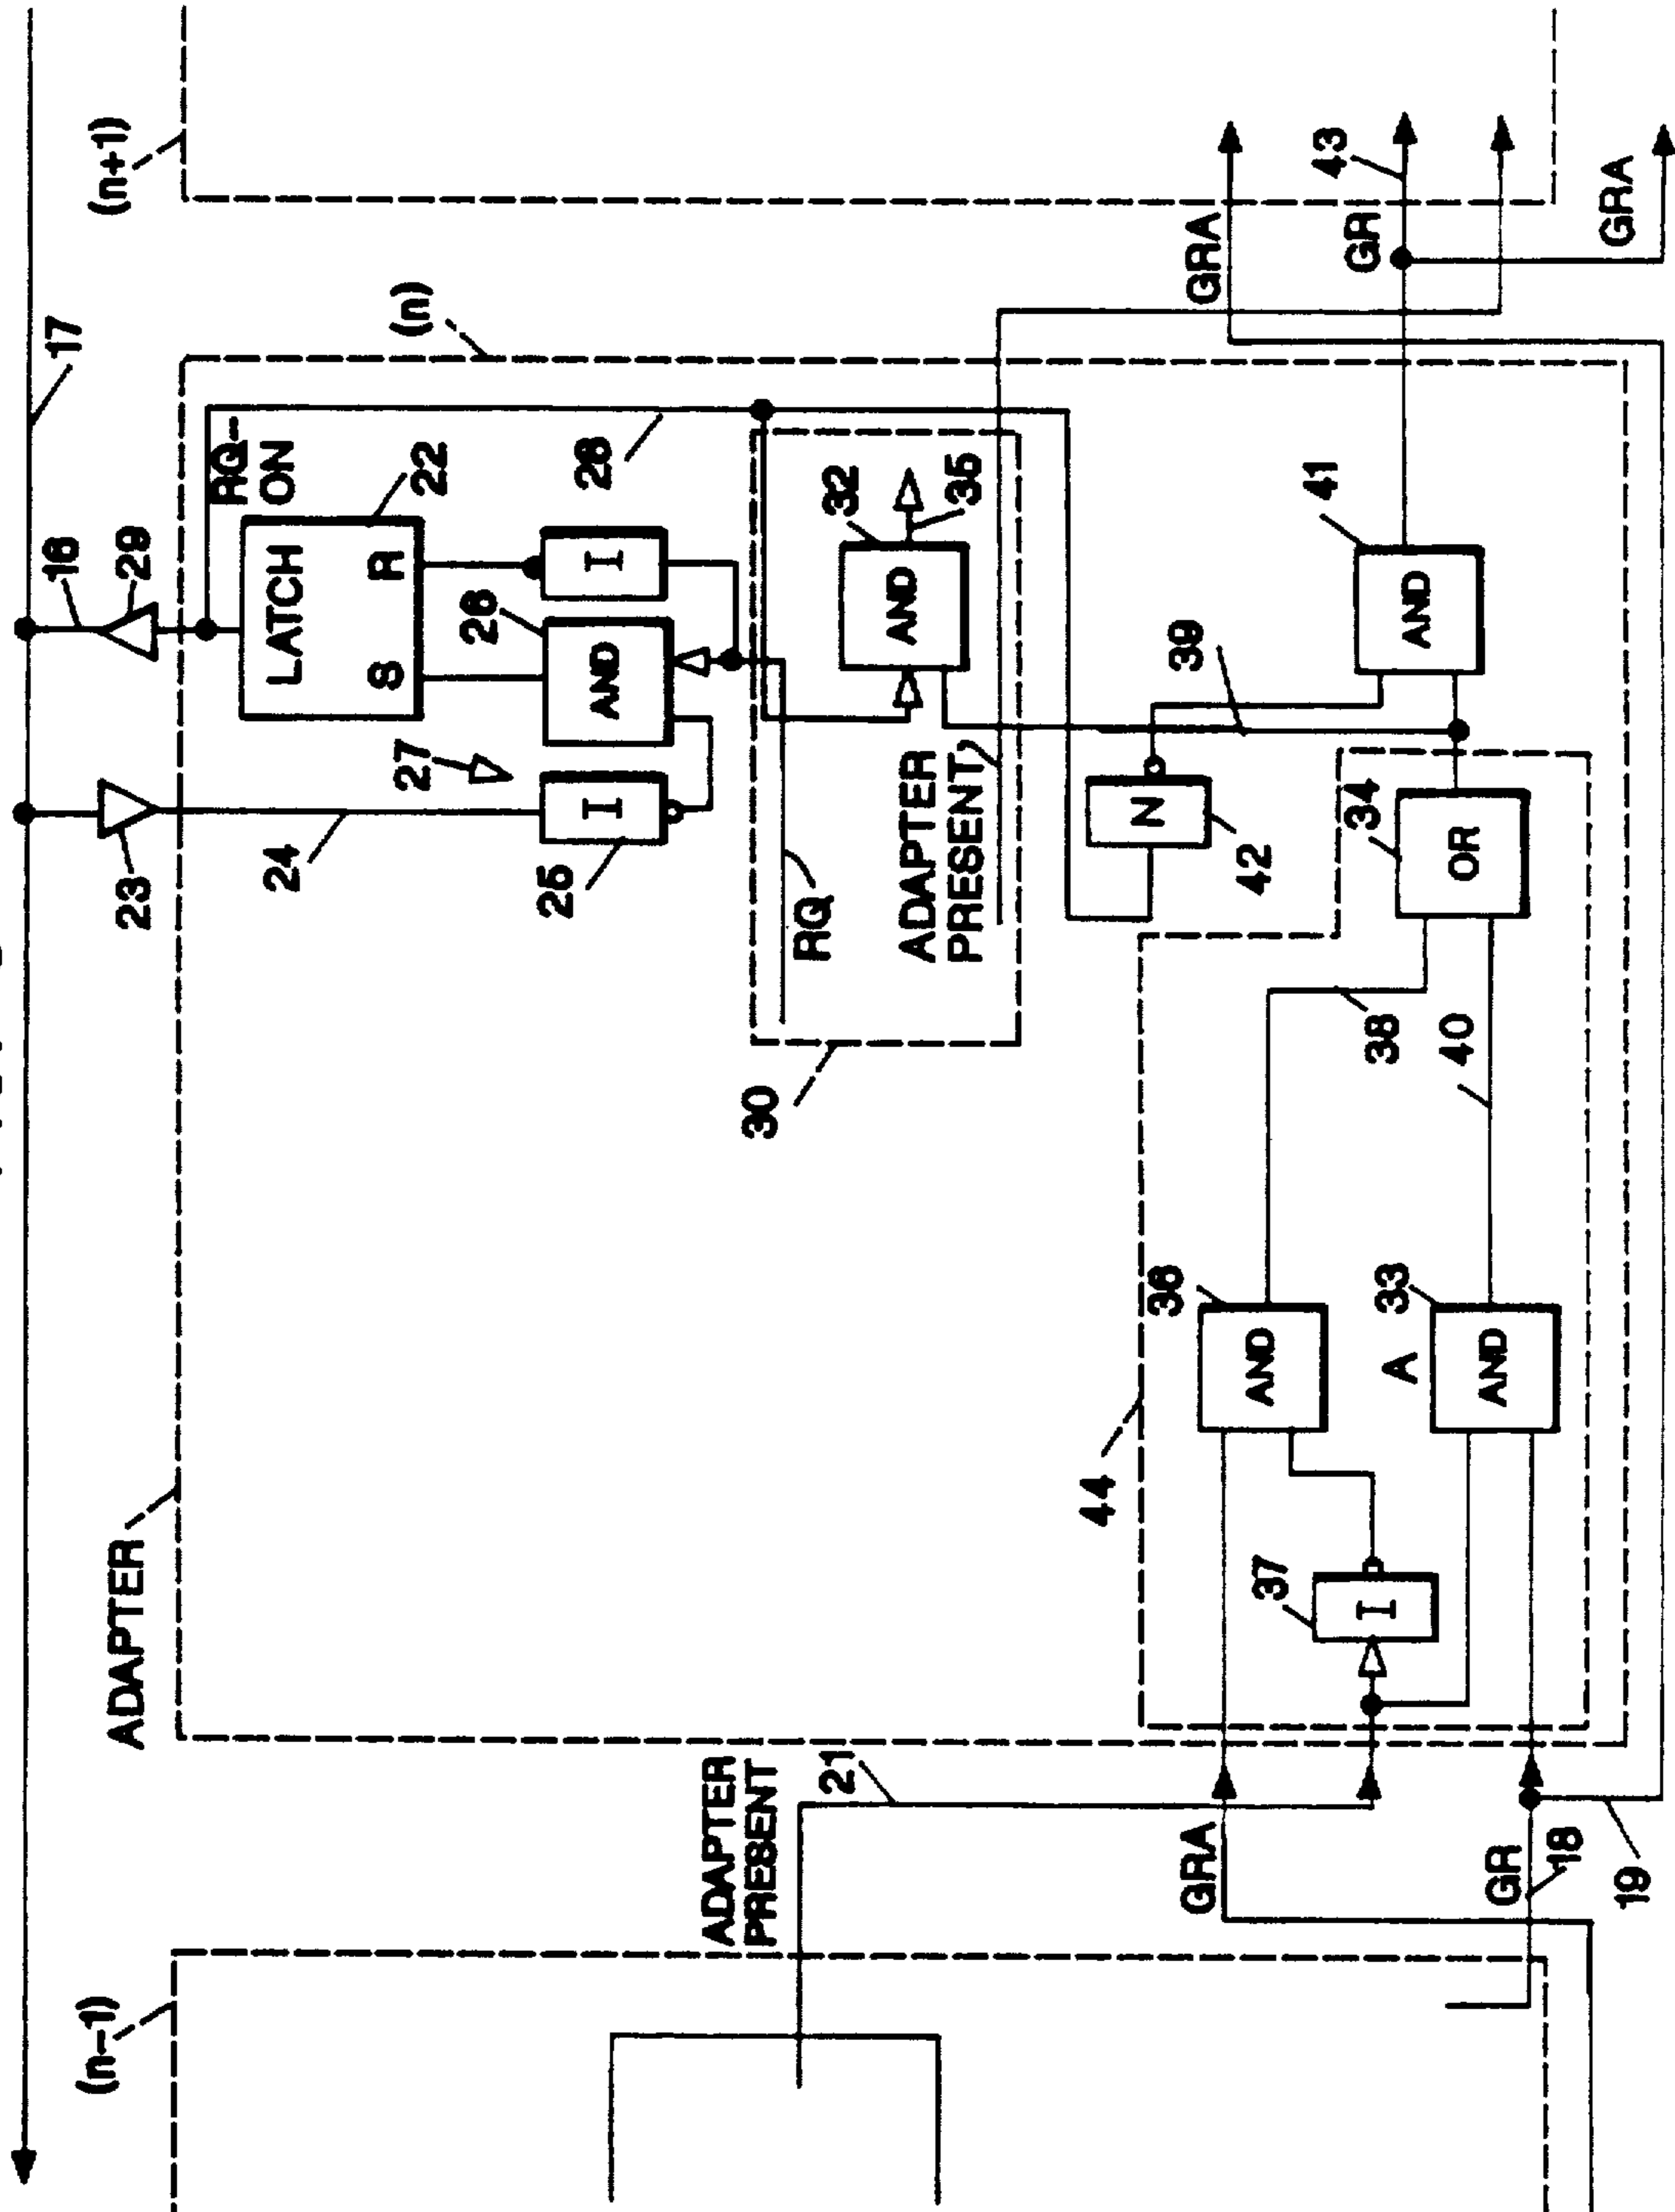 17
16
(n-1)
ADAPTER
23
29
(n+1)
RQ--
ON
LATCH
S
R
22
24
27
(n)
26
25
I
AND
I
28
ADAPTER
PRESENT
21
30
RQ
32
AND
35
ADAPTER
PRESENT
44
N
42
39
GRA
37
36
AND
GRA
41
I
38
34
GR
43
A
33
AND
AND
40
OR
GR
18
19
GRA